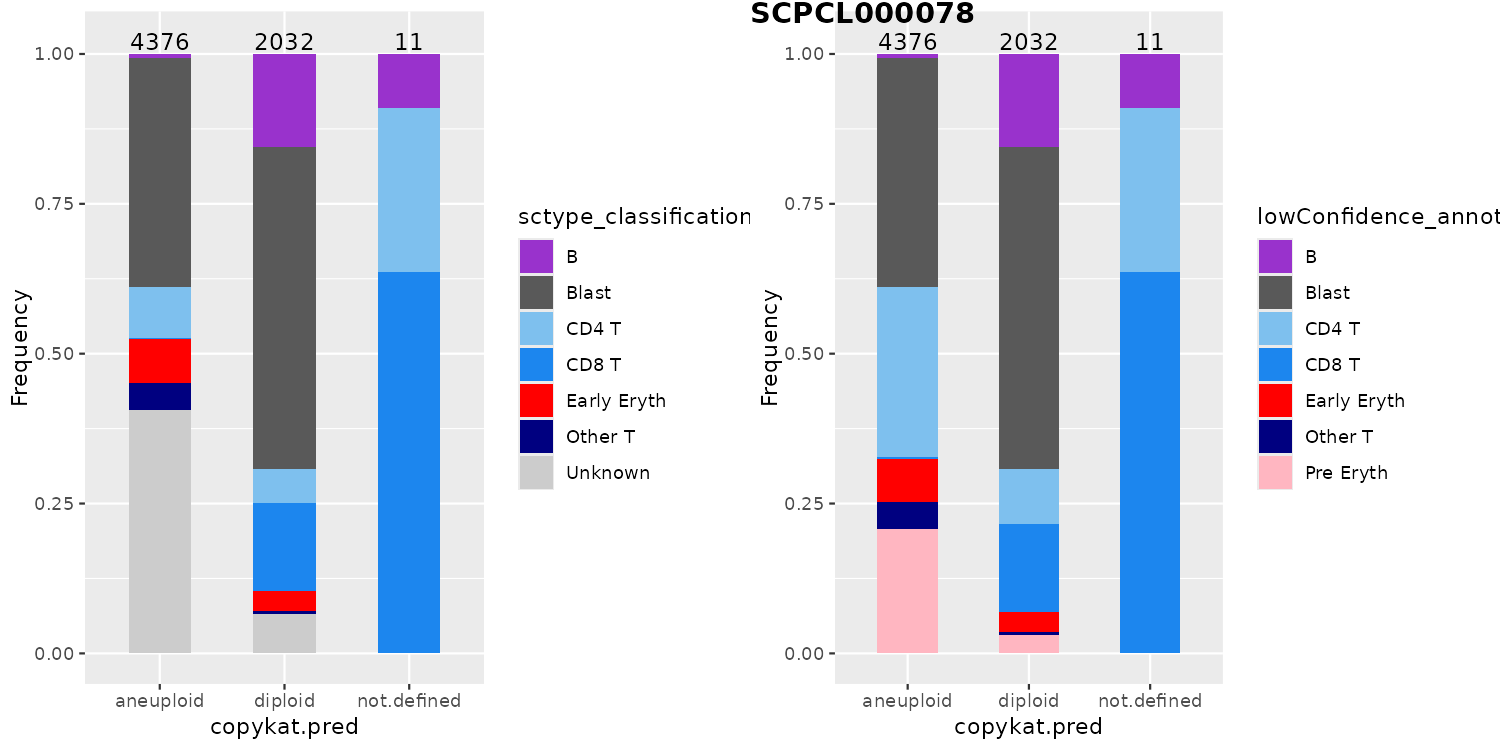 SCPCL000078
4376 2032 11
1.00
0.75
0.50
0.25
0.00
Frequency
aneuploid diploid not.defined
copykat.pred
sctype_classification
B
Blast
CD4 T
CD8 T
Early Eryth
Other T
Unknown
4376 2032 11
1.00
0.75
0.50
0.25
0.00
Frequency
aneuploid diploid not.defined
copykat.pred
lowConfidence_annot
B
Blast
CD4 T
CD8 T
Early Eryth
Other T
Pre Eryth